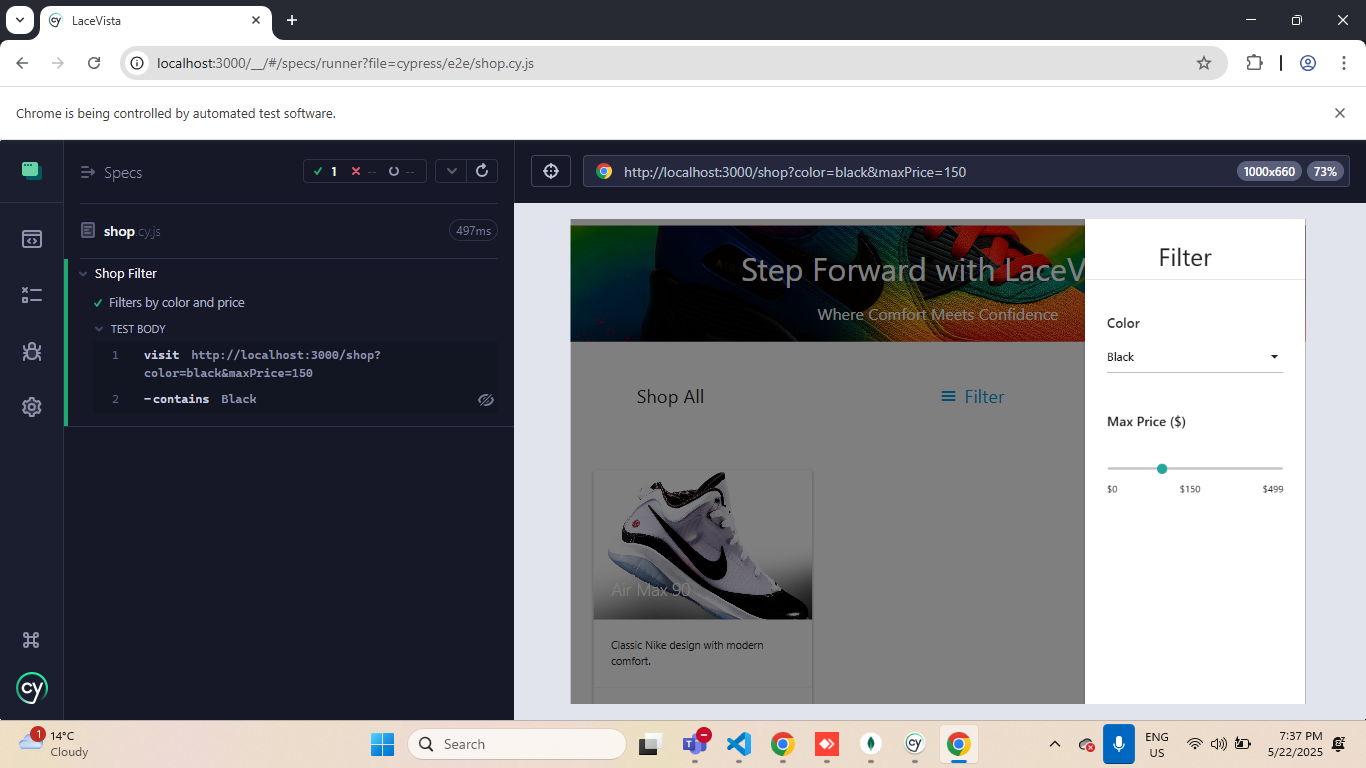 LaceVista
localhost:3000/__/#/specs/runner?file=cypress/e2e/shop.cy.js
Chrome is being controlled by automated test software.
Specs
1
--
--
http://localhost:3000/shop?color=black&maxPrice=150
1000x660
73%
shop.cy.js
497ms
Shop Filter
Filters by color and price
TEST BODY
1 visit http://localhost:3000/shop?
color=black&maxPrice=150
2 -contains Black
Step Forward with LaceV
Where Comfort Meets Confidence
Shop All
Filter
Air Max 90
Classic Nike design with modern
comfort.
Filter
Color
Black
Max Price ($)
$0 $150 $499
cy
1
14°C
Cloudy
Search
ENG
US
7:37 PM
5/22/2025